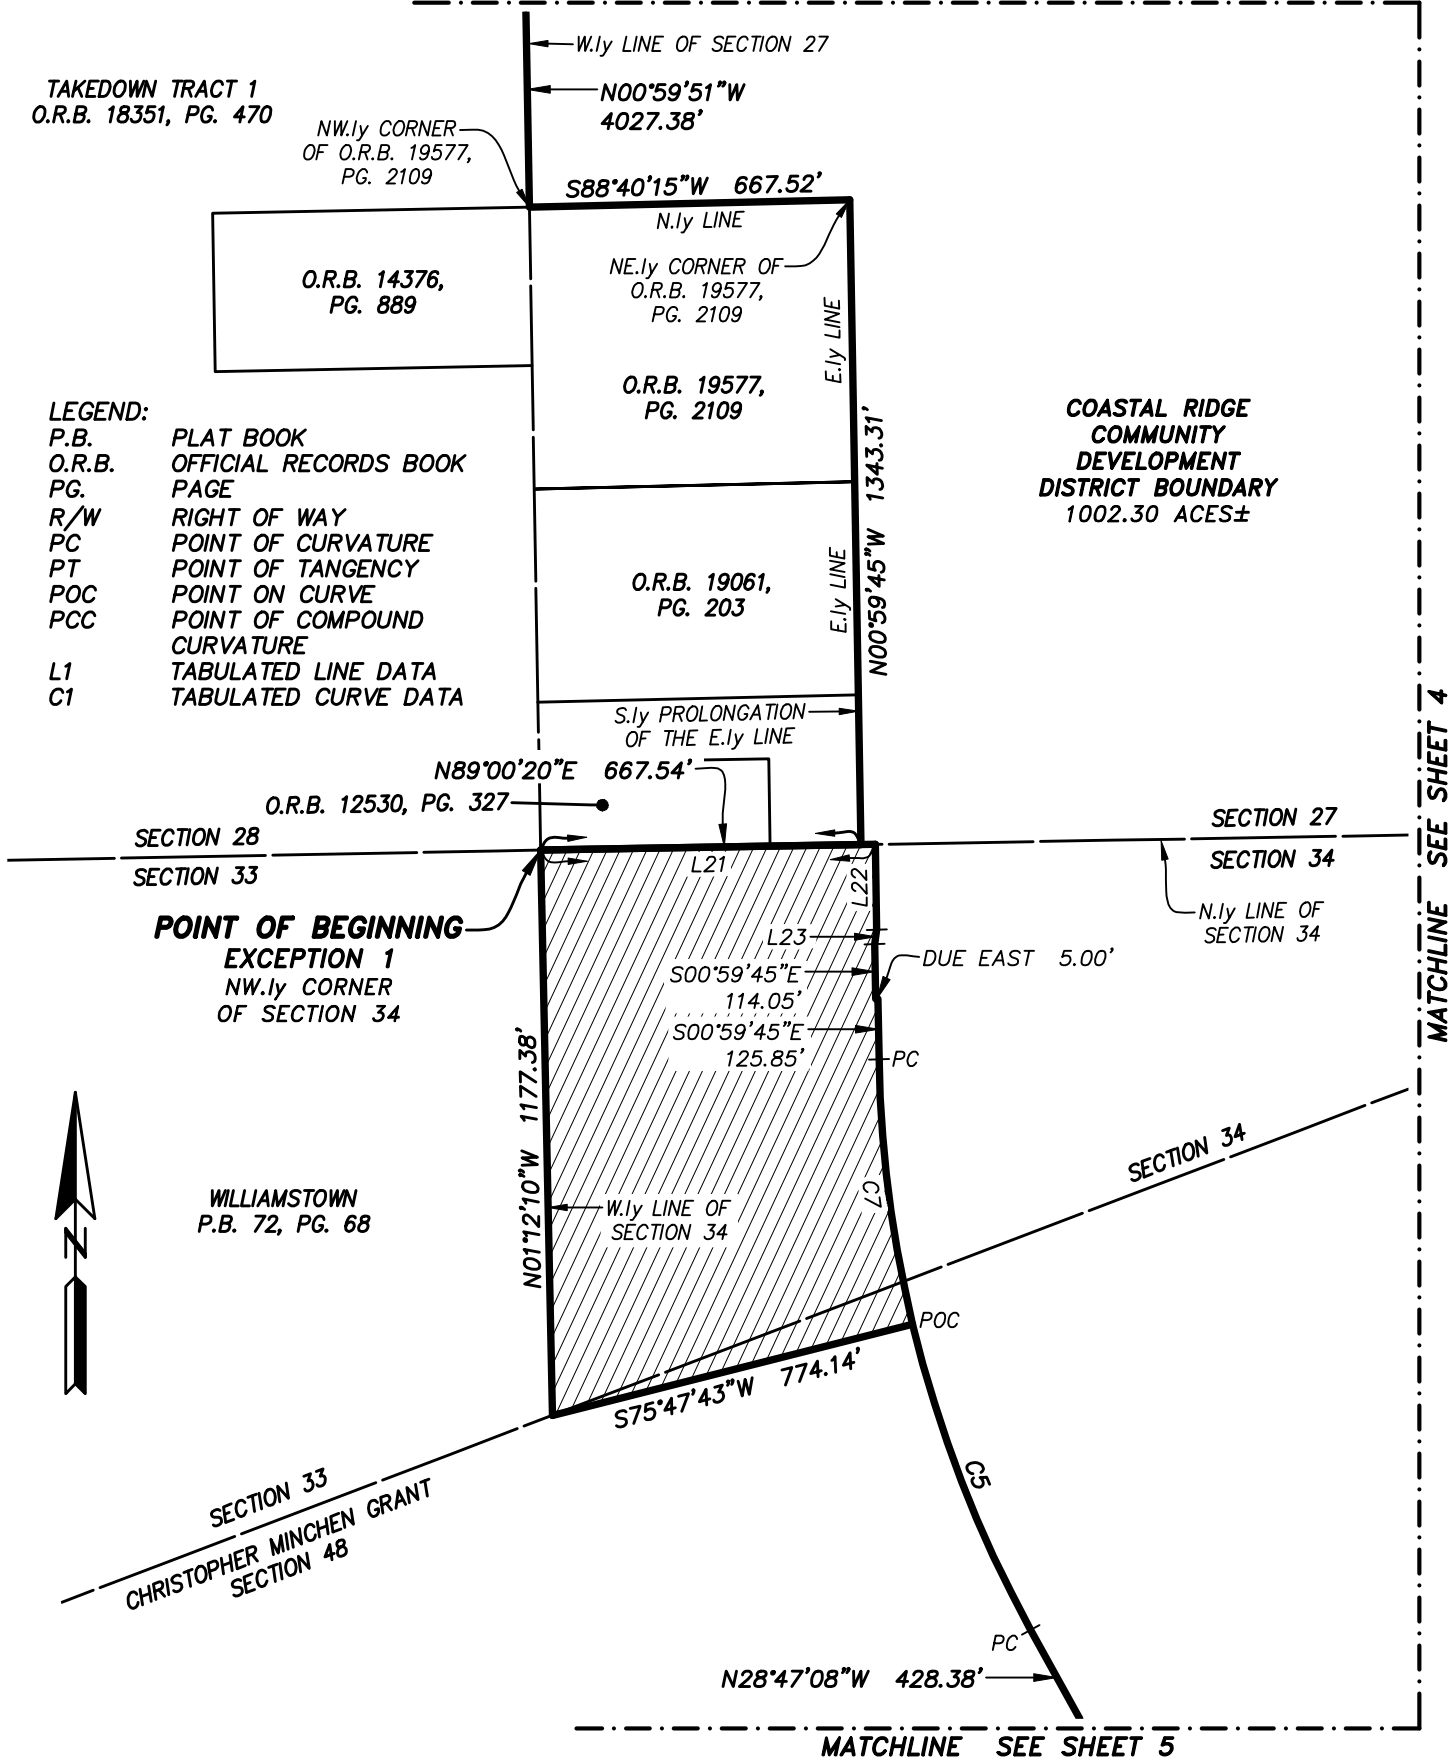 W.ly LINE OF SECTION 27
TAKEDOWN TRACT 1
O.R.B. 18351, PG. 470
N00°59'51"W
4027.38'
NW.ly CORNER
OF O.R.B. 19577,
PG. 2109
S88°40'15"W 667.52'
N.ly LINE
O.R.B. 14376,
PG. 889
NE.ly CORNER OF
O.R.B. 19577,
PG. 2109
E.ly LINE
O.R.B. 19577,
PG. 2109
N00°59'45"W 1343.31'
COASTAL RIDGE
COMMUNITY
DEVELOPMENT
DISTRICT BOUNDARY
1002.30 ACES±
LEGEND:
P.B. PLAT BOOK
O.R.B. OFFICIAL RECORDS BOOK
PG. PAGE
R/W RIGHT OF WAY
PC POINT OF CURVATURE
PT POINT OF TANGENCY
POC POINT ON CURVE
PCC POINT OF COMPOUND
CURVATURE
L1 TABULATED LINE DATA
C1 TABULATED CURVE DATA
O.R.B. 19061,
PG. 203
E.ly LINE
S.ly PROLONGATION
OF THE E.ly LINE
N89°00'20"E 667.54'
O.R.B. 12530, PG. 327
MATCHLINE SEE SHEET 4
SECTION 28
SECTION 33
SECTION 27
SECTION 34
L21
L22
N.ly LINE OF
SECTION 34
POINT OF BEGINNING
EXCEPTION 1
NW.ly CORNER
OF SECTION 34
L23
DUE EAST 5.00'
S00°59'45"E
114.05'
S00°59'45"E
125.85'
PC
N01°12'10"W 1177.38'
SECTION 34
C7
WILLIAMSTOWN
P.B. 72, PG. 68
W.ly LINE OF
SECTION 34
N
POC
S75°47'43"W 774.14'
SECTION 33
CHRISTOPHER MINCHEN GRANT
SECTION 48
C5
PC
N28°47'08"W 428.38'
MATCHLINE SEE SHEET 5